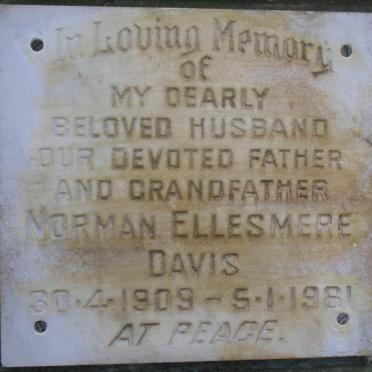 In Loving Memory
of
MY DEARLY
BELOVED HUSBAND
OUR DEVOTED FATHER
AND GRANDFATHER
NORMAN ELLESMERE
DAVIS
30·4·1909 – 5·1·1981
AT PEACE.